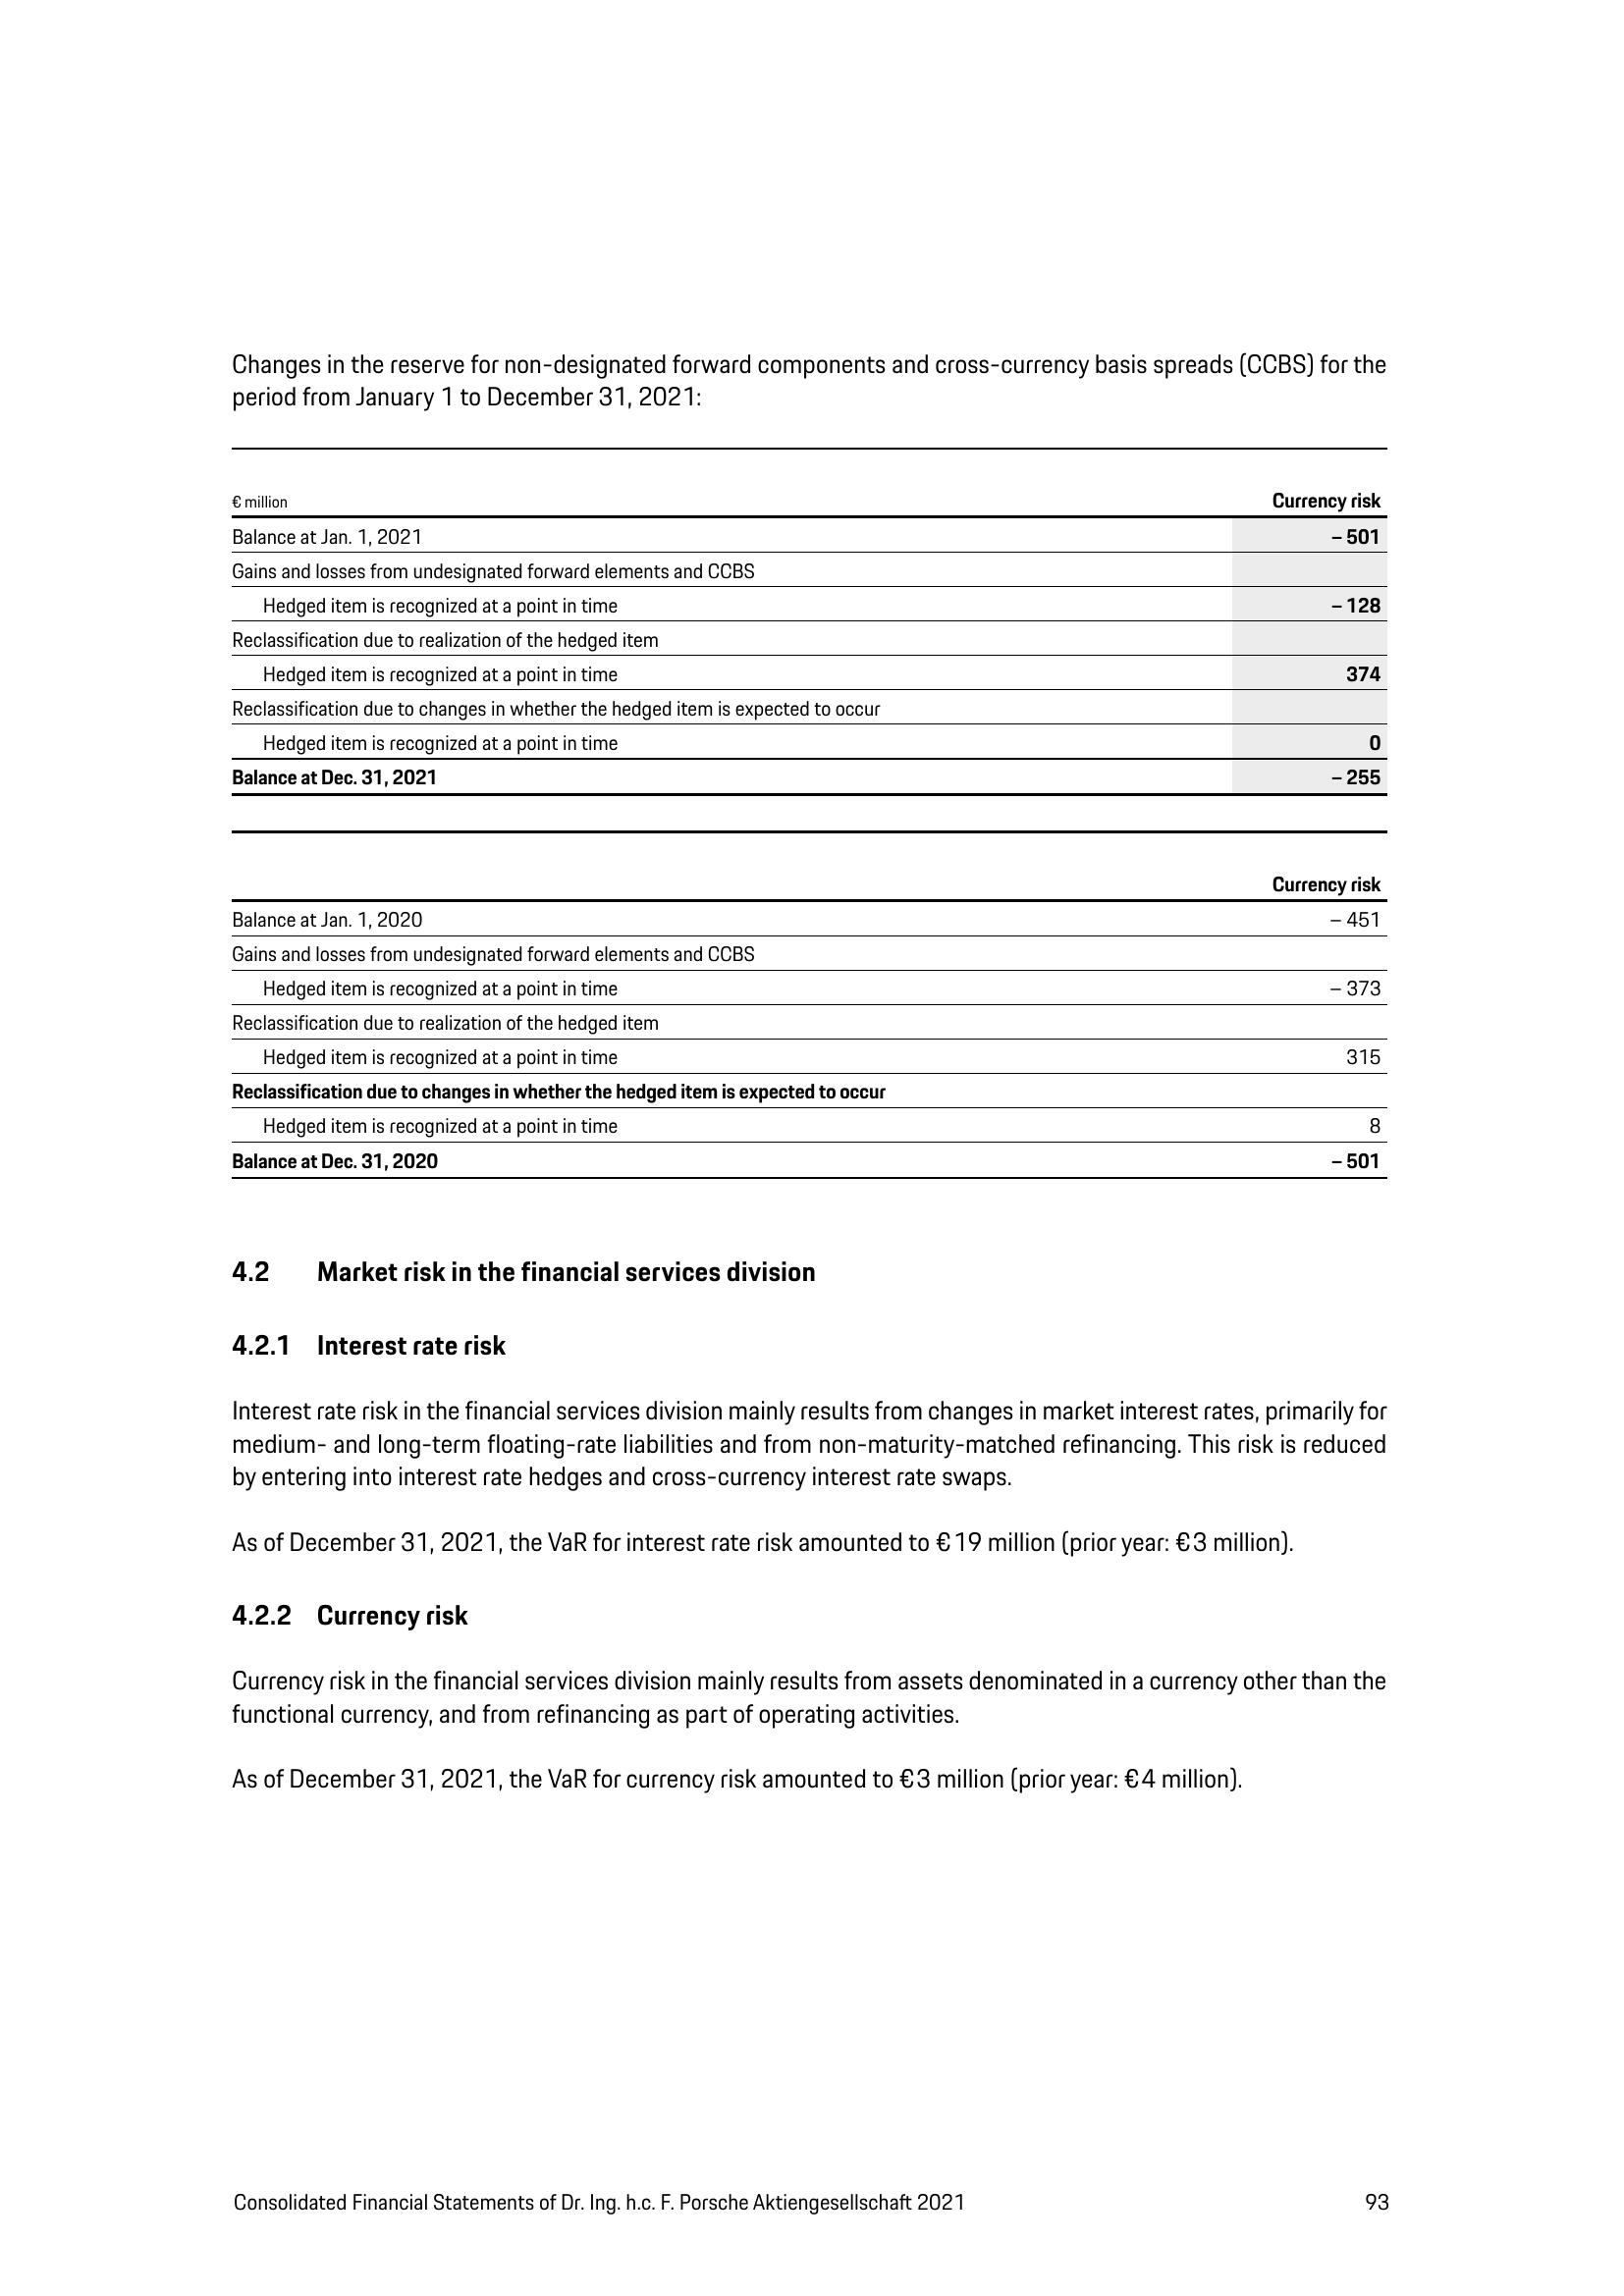 Changes in the reserve for non-designated forward components and cross-currency basis spreads (CCBS) for the
period from January 1 to December 31, 2021:
€ million Currency risk
Balance at Jan. 1, 2021 – 501
Gains and losses from undesignated forward elements and CCBS
Hedged item is recognized at a point in time – 128
Reclassification due to realization of the hedged item
Hedged item is recognized at a point in time 374
Reclassification due to changes in whether the hedged item is expected to occur
Hedged item is recognized at a point in time 0
Balance at Dec. 31, 2021 – 255
Currency risk
Balance at Jan. 1, 2020 – 451
Gains and losses from undesignated forward elements and CCBS
Hedged item is recognized at a point in time – 373
Reclassification due to realization of the hedged item
Hedged item is recognized at a point in time 315
Reclassification due to changes in whether the hedged item is expected to occur
Hedged item is recognized at a point in time 8
Balance at Dec. 31, 2020 – 501
4.2 Market risk in the financial services division
4.2.1 Interest rate risk
Interest rate risk in the financial services division mainly results from changes in market interest rates, primarily for
medium- and long-term floating-rate liabilities and from non-maturity-matched refinancing. This risk is reduced
by entering into interest rate hedges and cross-currency interest rate swaps.
As of December 31, 2021, the VaR for interest rate risk amounted to €19 million (prior year: €3 million).
4.2.2 Currency risk
Currency risk in the financial services division mainly results from assets denominated in a currency other than the
functional currency, and from refinancing as part of operating activities.
As of December 31, 2021, the VaR for currency risk amounted to €3 million (prior year: €4 million).
Consolidated Financial Statements of Dr. Ing. h.c. F. Porsche Aktiengesellschaft 2021 93